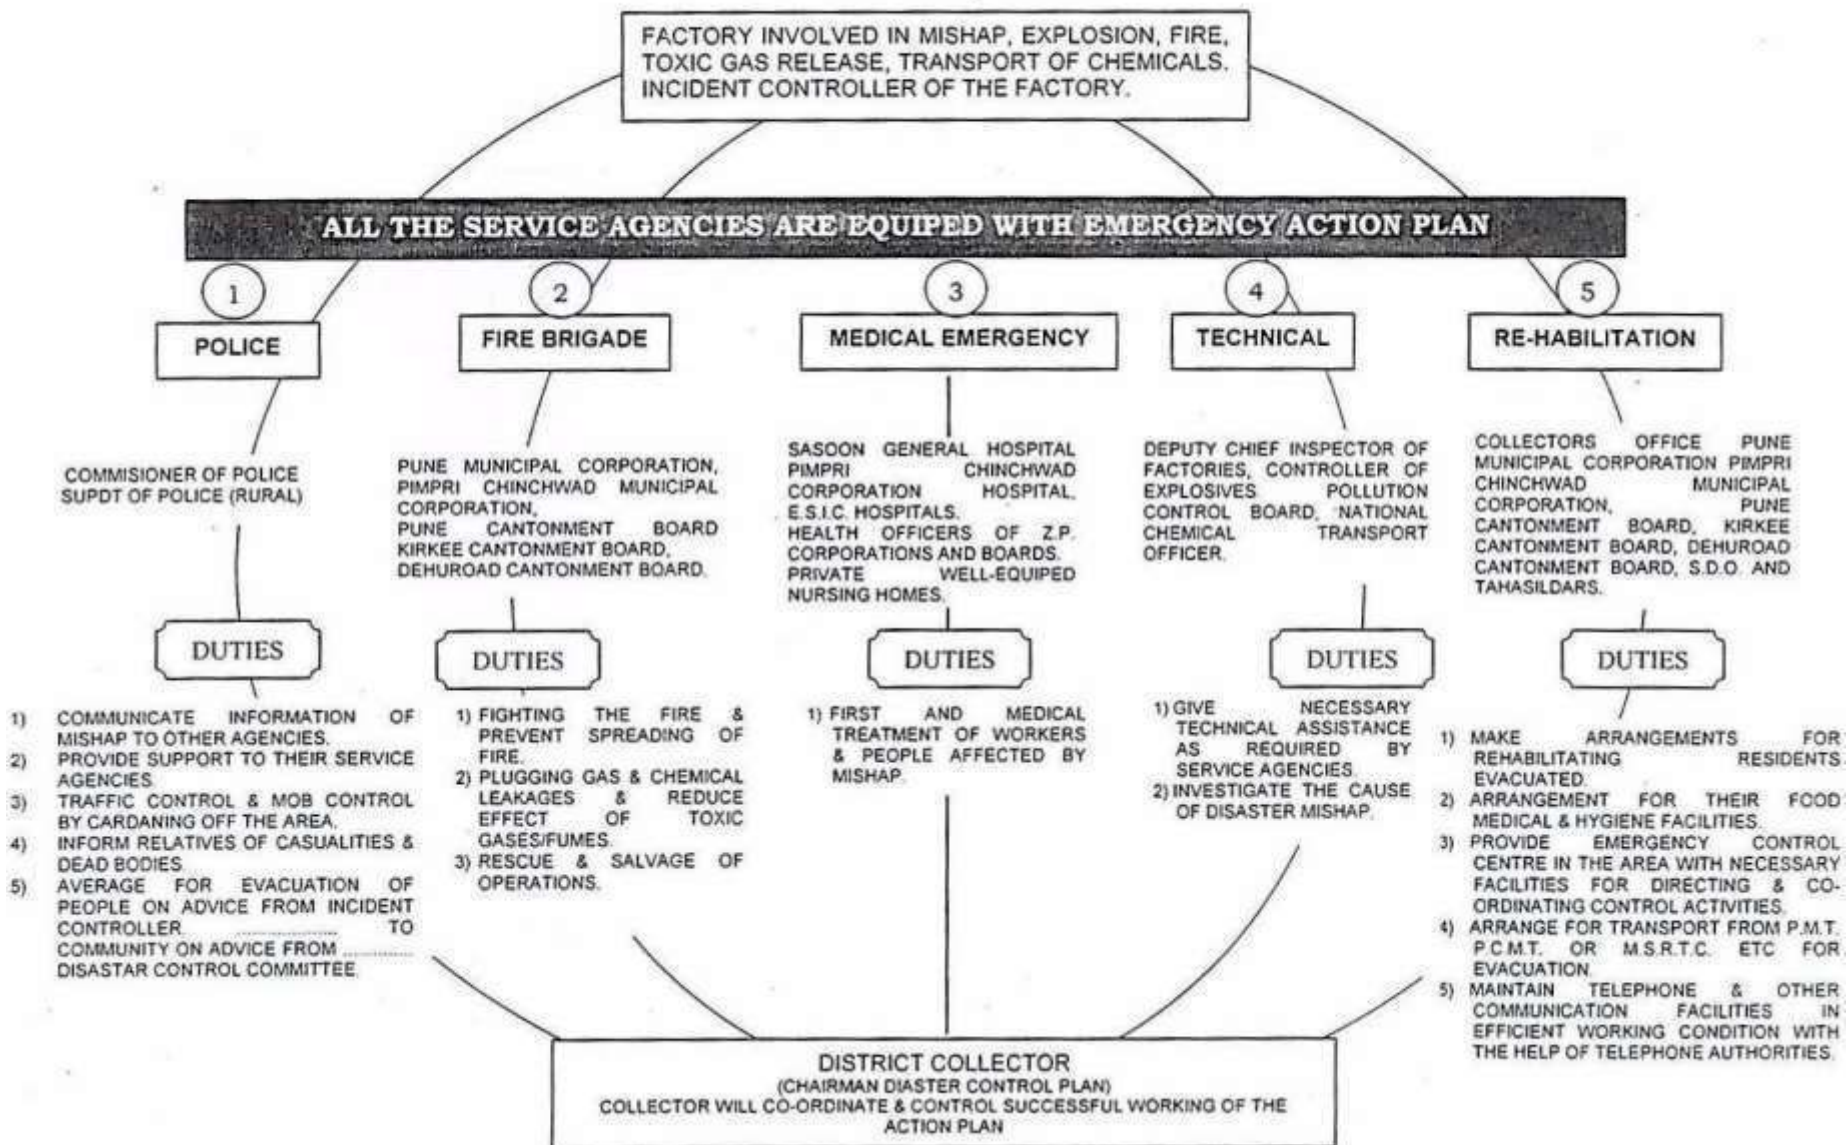 FACTORY INVOLVED IN MISHAP, EXPLOSION, FIRE,
TOXIC GAS RELEASE, TRANSPORT OF CHEMICALS.
INCIDENT CONTROLLER OF THE FACTORY.
ALL THE SERVICE AGENCIES ARE EQUIPED WITH EMERGENCY ACTION PLAN
1
POLICE
COMMISIONER OF POLICE
SUPDT OF POLICE (RURAL)
DUTIES
1) COMMUNICATE INFORMATION OF
MISHAP TO OTHER AGENCIES.
2) PROVIDE SUPPORT TO THEIR SERVICE
AGENCIES.
3) TRAFFIC CONTROL & MOB CONTROL
BY CARDANING OFF THE AREA.
4) INFORM RELATIVES OF CASUALITIES &
DEAD BODIES.
5) AVERAGE FOR EVACUATION OF
PEOPLE ON ADVICE FROM INCIDENT
CONTROLLER. .................. TO
COMMUNITY ON ADVICE FROM ............
DISASTAR CONTROL COMMITTEE.
2
FIRE BRIGADE
PUNE MUNICIPAL CORPORATION,
PIMPRI CHINCHWAD MUNICIPAL
CORPORATION,
PUNE CANTONMENT BOARD
KIRKEE CANTONMENT BOARD,
DEHUROAD CANTONMENT BOARD.
DUTIES
1) FIGHTING THE FIRE &
PREVENT SPREADING OF
FIRE.
2) PLUGGING GAS & CHEMICAL
LEAKAGES & REDUCE
EFFECT OF TOXIC
GASES/FUMES.
3) RESCUE & SALVAGE OF
OPERATIONS.
3
MEDICAL EMERGENCY
SASOON GENERAL HOSPITAL
PIMPRI CHINCHWAD
CORPORATION HOSPITAL,
E.S.I.C. HOSPITALS.
HEALTH OFFICERS OF Z.P.
CORPORATIONS AND BOARDS.
PRIVATE WELL-EQUIPED
NURSING HOMES.
DUTIES
1) FIRST AND MEDICAL
TREATMENT OF WORKERS
& PEOPLE AFFECTED BY
MISHAP.
4
TECHNICAL
DEPUTY CHIEF INSPECTOR OF
FACTORIES, CONTROLLER OF
EXPLOSIVES POLLUTION
CONTROL BOARD, NATIONAL
CHEMICAL TRANSPORT
OFFICER.
DUTIES
1) GIVE NECESSARY
TECHNICAL ASSISTANCE
AS REQUIRED BY
SERVICE AGENCIES.
2) INVESTIGATE THE CAUSE
OF DISASTER MISHAP.
5
RE-HABILITATION
COLLECTORS OFFICE PUNE
MUNICIPAL CORPORATION PIMPRI
CHINCHWAD MUNICIPAL
CORPORATION, PUNE
CANTONMENT BOARD, KIRKEE
CANTONMENT BOARD, DEHUROAD
CANTONMENT BOARD, S.D.O. AND
TAHASILDARS.
DUTIES
1) MAKE ARRANGEMENTS FOR
REHABILITATING RESIDENTS
EVACUATED.
2) ARRANGEMENT FOR THEIR FOOD
MEDICAL & HYGIENE FACILITIES.
3) PROVIDE EMERGENCY CONTROL
CENTRE IN THE AREA WITH NECESSARY
FACILITIES FOR DIRECTING & CO-
ORDINATING CONTROL ACTIVITIES.
4) ARRANGE FOR TRANSPORT FROM P.M.T.
P.C.M.T. OR M.S.R.T.C. ETC FOR
EVACUATION.
5) MAINTAIN TELEPHONE & OTHER
COMMUNICATION FACILITIES IN
EFFICIENT WORKING CONDITION WITH
THE HELP OF TELEPHONE AUTHORITIES.
DISTRICT COLLECTOR
(CHAIRMAN DIASTER CONTROL PLAN)
COLLECTOR WILL CO-ORDINATE & CONTROL SUCCESSFUL WORKING OF THE
ACTION PLAN